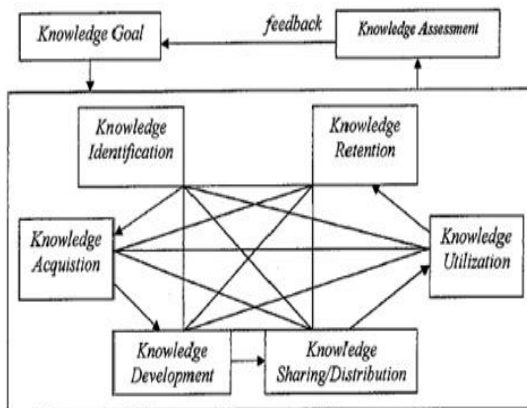 Knowledge Goal
feedback
Knowledge Assessment
Knowledge
Identification
Knowledge
Retention
Knowledge
Acquistion
Knowledge
Utilization
Knowledge
Development
Knowledge
Sharing/Distribution